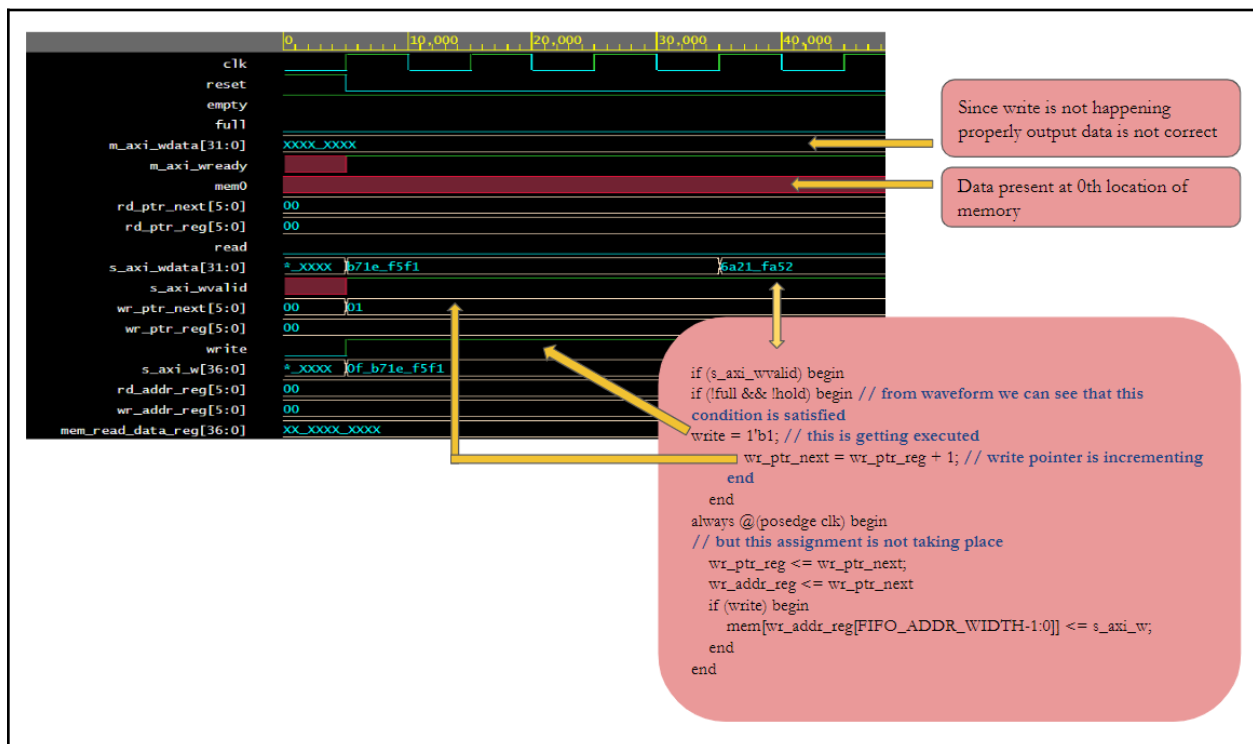 0 10,000 20,000 30,000 40,000
clk
reset
empty
full
m_axi_wdata[31:0] XXXX_XXXX
m_axi_wready
mem0
rd_ptr_next[5:0] 00
rd_ptr_reg[5:0] 00
read
s_axi_wdata[31:0] *_XXXX b71e_f5f1 6a21_fa52
s_axi_wvalid
wr_ptr_next[5:0] 00 01
wr_ptr_reg[5:0] 00
write
s_axi_w[36:0] *_XXXX 0f_b71e_f5f1
rd_addr_reg[5:0] 00
wr_addr_reg[5:0] 00
mem_read_data_reg[36:0] XX_XXXX_XXXX
Since write is not happening
properly output data is not correct
Data present at 0th location of
memory
if (s_axi_wvalid) begin
if (!full && !hold) begin // from waveform we can see that this
condition is satisfied
write = 1'b1; // this is getting executed
wr_ptr_next = wr_ptr_reg + 1; // write pointer is incrementing
end
end
always @(posedge clk) begin
// but this assignment is not taking place
wr_ptr_reg <= wr_ptr_next;
wr_addr_reg <= wr_ptr_next
if (write) begin
mem[wr_addr_reg[FIFO_ADDR_WIDTH-1:0]] <= s_axi_w;
end
end